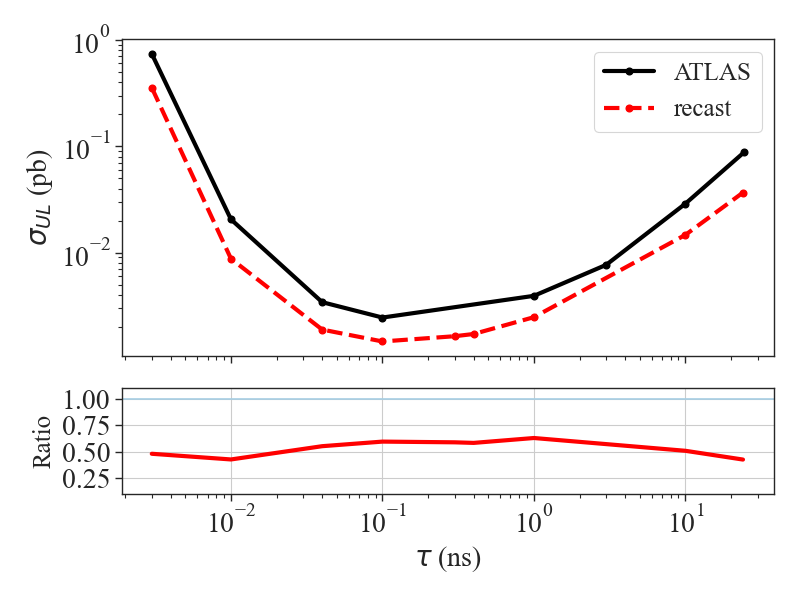 10⁰
10⁻¹
10⁻²
σ_UL (pb)
ATLAS
recast
1.00
0.75
0.50
0.25
Ratio
10⁻² 10⁻¹ 10⁰ 10¹
τ (ns)